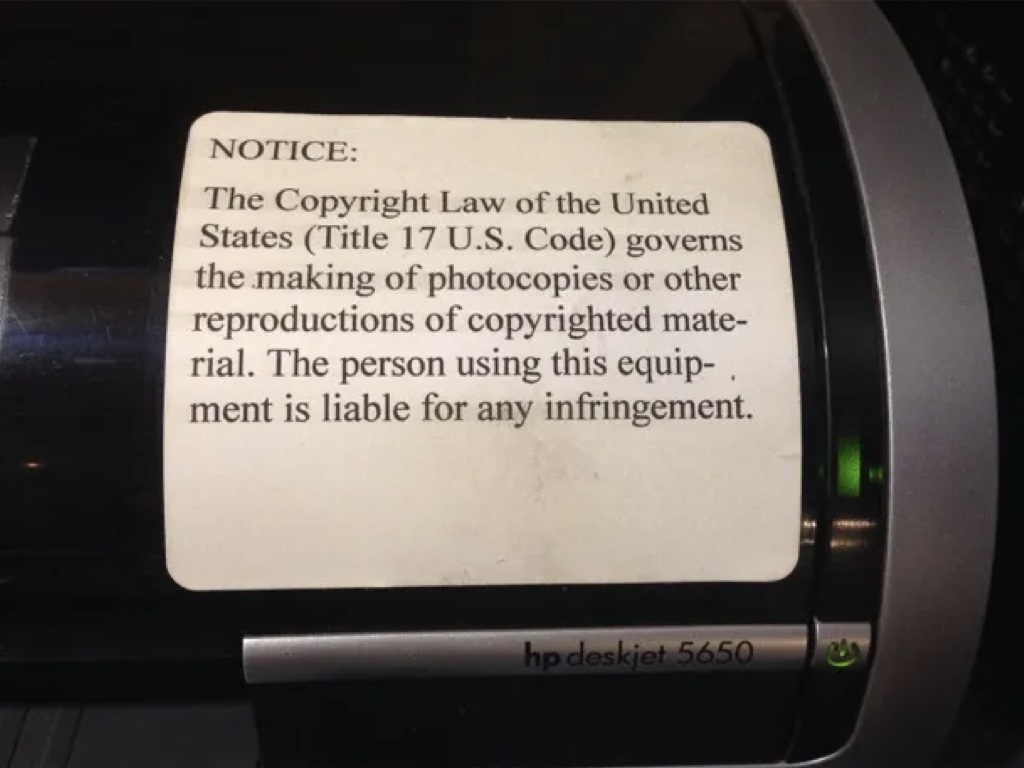 NOTICE:
The Copyright Law of the United
States (Title 17 U.S. Code) governs
the making of photocopies or other
reproductions of copyrighted mate-
rial. The person using this equip-
ment is liable for any infringement.
hp deskjet 5650